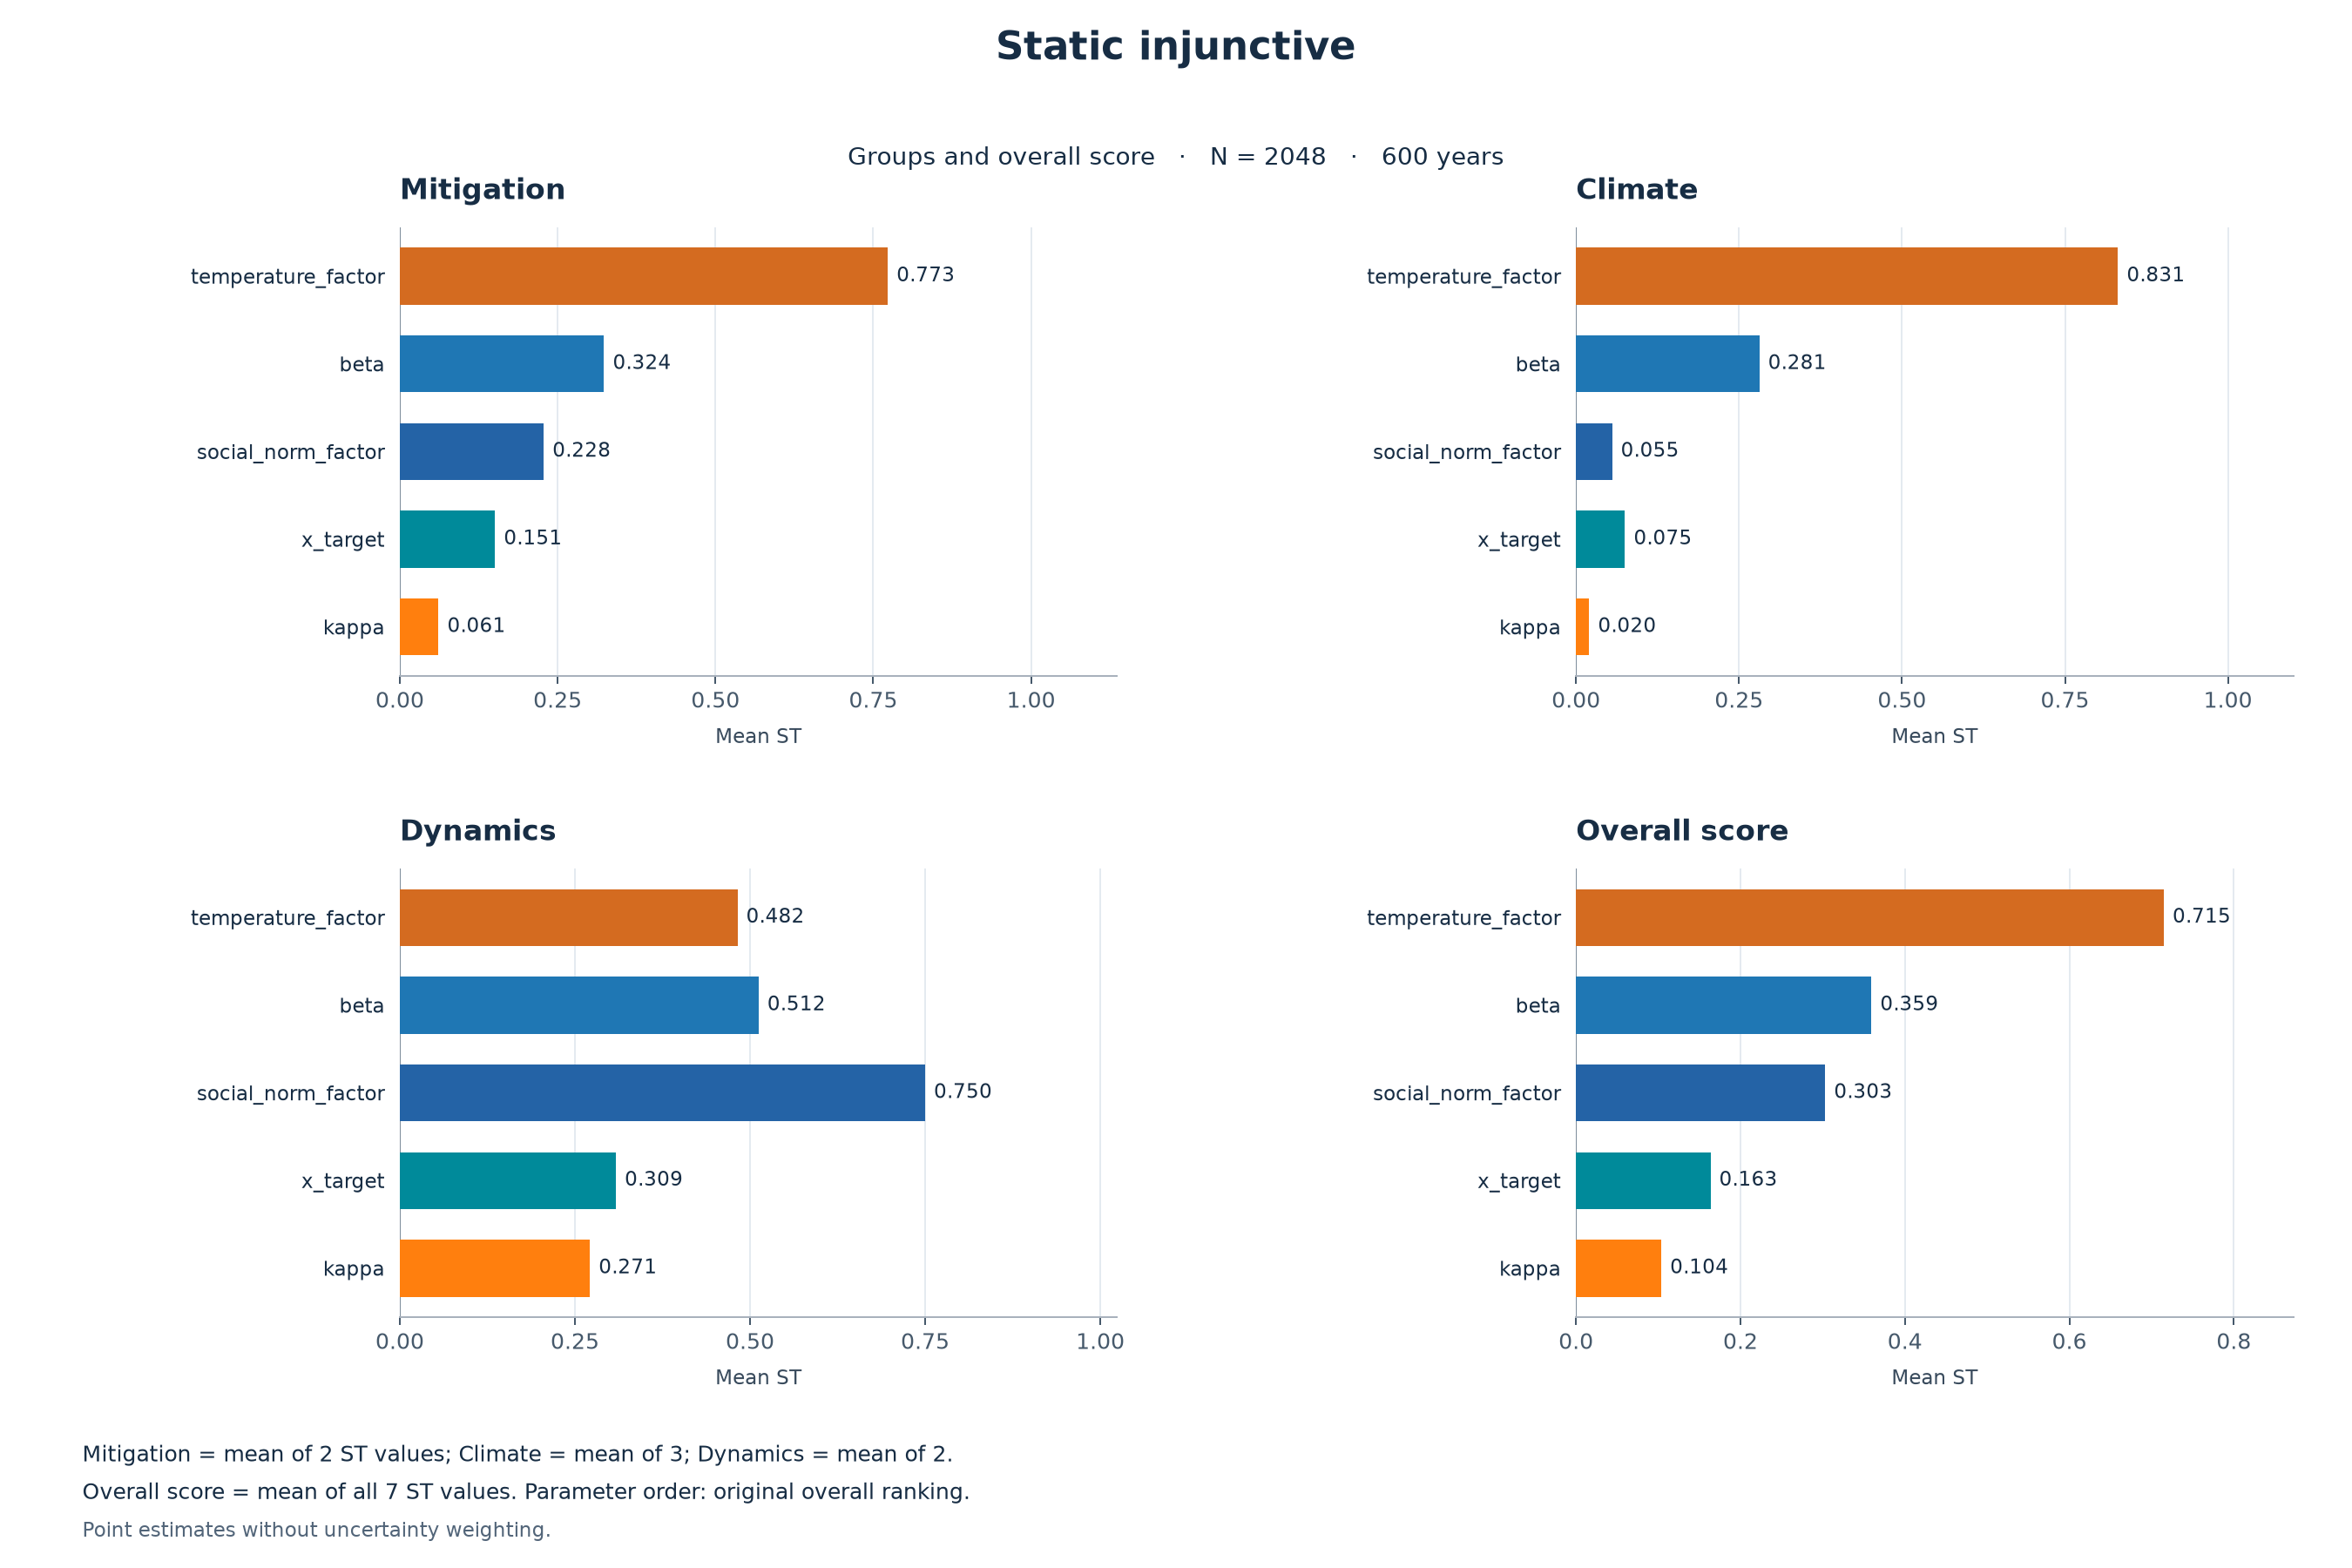 Static injunctive
Groups and overall score · N = 2048 · 600 years
Mitigation
temperature_factor 0.773
beta 0.324
social_norm_factor 0.228
x_target 0.151
kappa 0.061
0.00 0.25 0.50 0.75 1.00
Mean ST
Climate
temperature_factor 0.831
beta 0.281
social_norm_factor 0.055
x_target 0.075
kappa 0.020
0.00 0.25 0.50 0.75 1.00
Mean ST
Dynamics
temperature_factor 0.482
beta 0.512
social_norm_factor 0.750
x_target 0.309
kappa 0.271
0.00 0.25 0.50 0.75 1.00
Mean ST
Overall score
temperature_factor 0.715
beta 0.359
social_norm_factor 0.303
x_target 0.163
kappa 0.104
0.0 0.2 0.4 0.6 0.8
Mean ST
Mitigation = mean of 2 ST values; Climate = mean of 3; Dynamics = mean of 2.
Overall score = mean of all 7 ST values. Parameter order: original overall ranking.
Point estimates without uncertainty weighting.